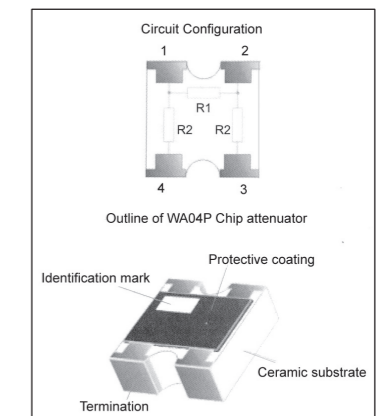 Circuit Configuration
1 2
R1
R2 R2
4 3
Outline of WA04P Chip attenuator
Protective coating
Identification mark
Ceramic substrate
Termination